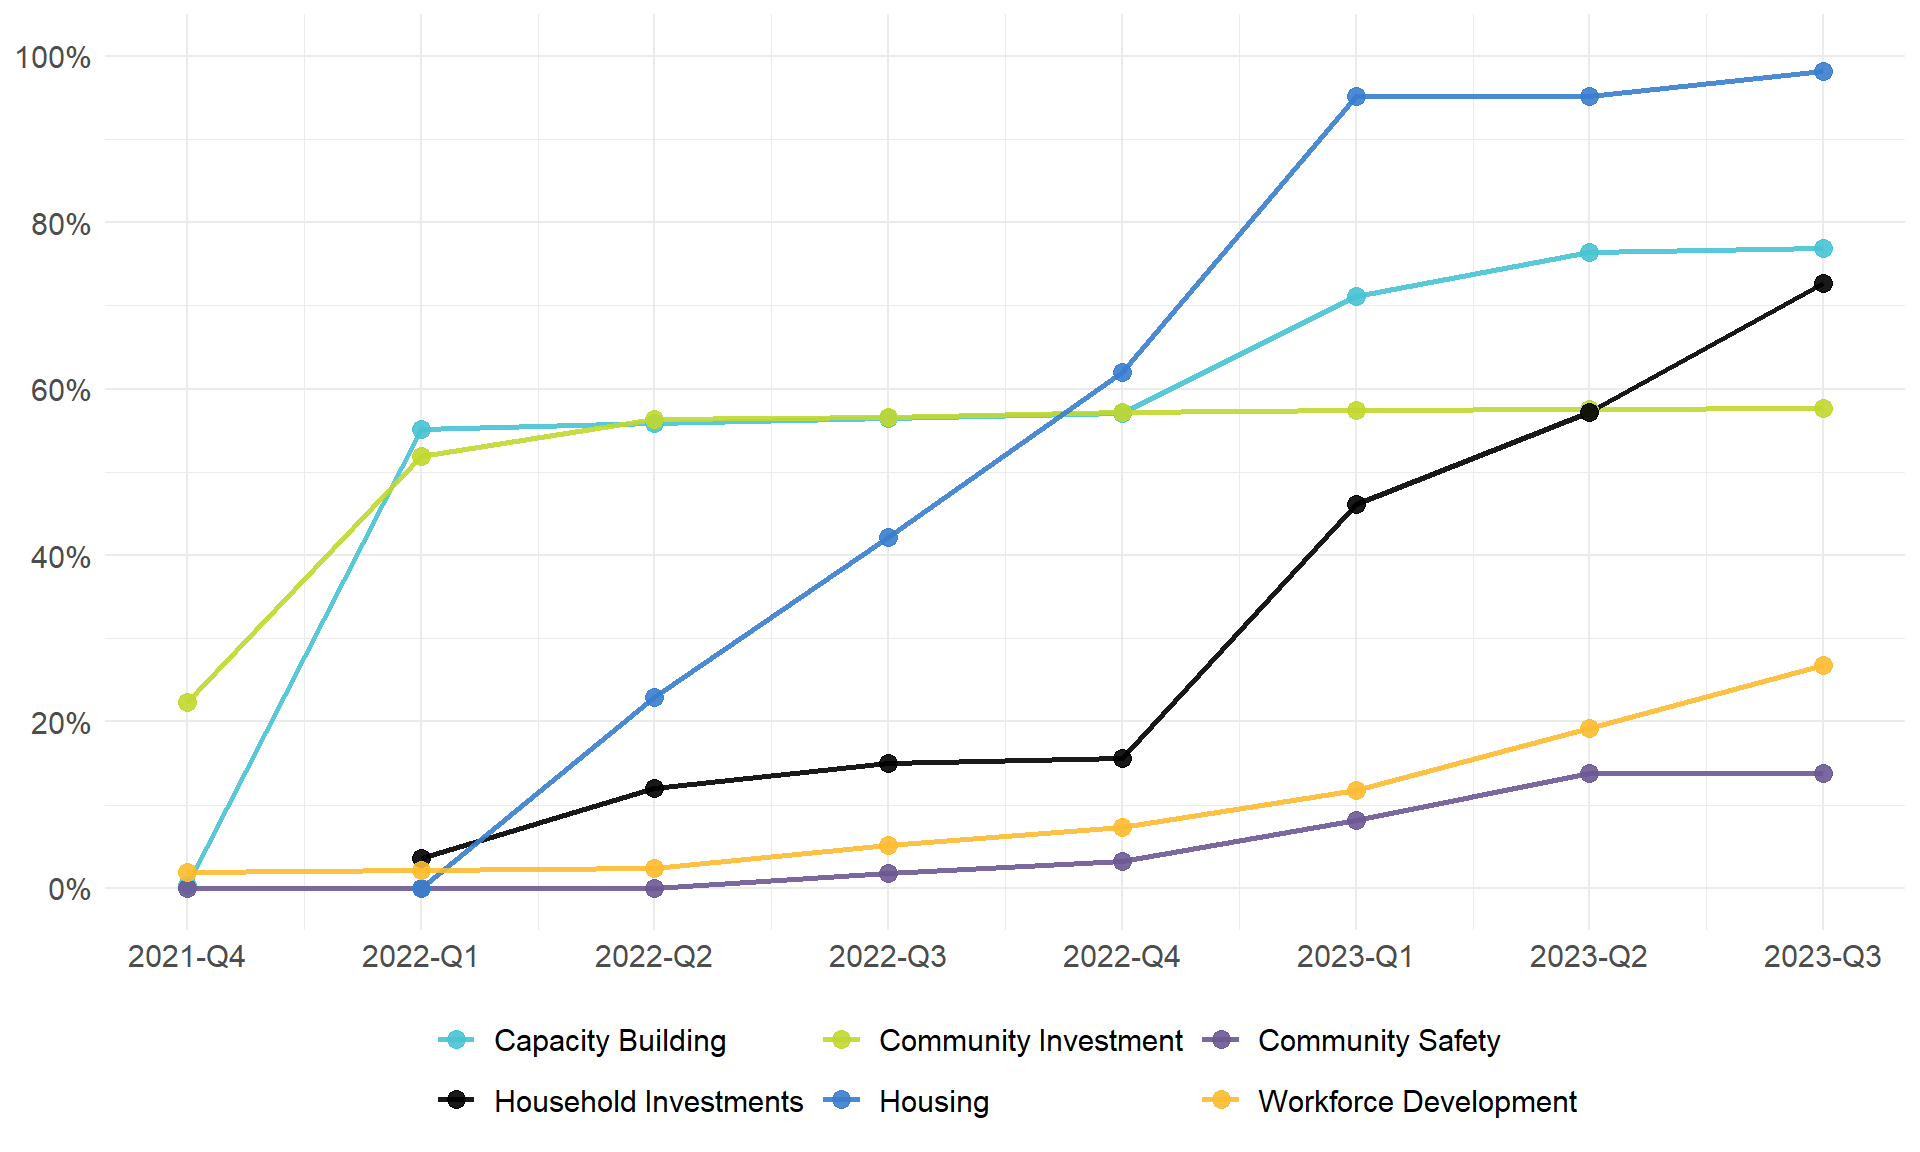 100%
80%
60%
40%
20%
0%
2021-Q4 2022-Q1 2022-Q2 2022-Q3 2022-Q4 2023-Q1 2023-Q2 2023-Q3
Capacity Building Community Investment Community Safety
Household Investments Housing Workforce Development